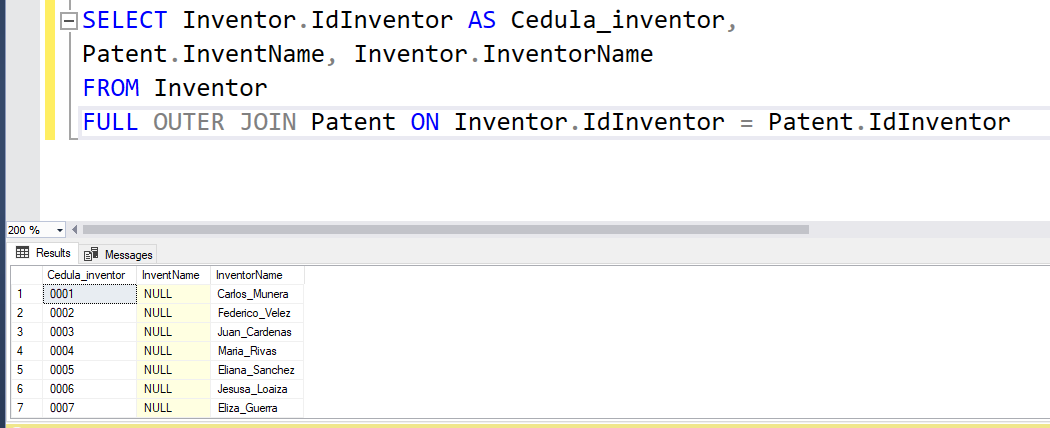 SELECT Inventor.IdInventor AS Cedula_inventor,
Patent.InventName, Inventor.InventorName
FROM Inventor
FULL OUTER JOIN Patent ON Inventor.IdInventor = Patent.IdInventor
200 %
Results Messages
Cedula_inventor InventName InventorName
1 0001 NULL Carlos_Munera
2 0002 NULL Federico_Velez
3 0003 NULL Juan_Cardenas
4 0004 NULL Maria_Rivas
5 0005 NULL Eliana_Sanchez
6 0006 NULL Jesusa_Loaiza
7 0007 NULL Eliza_Guerra